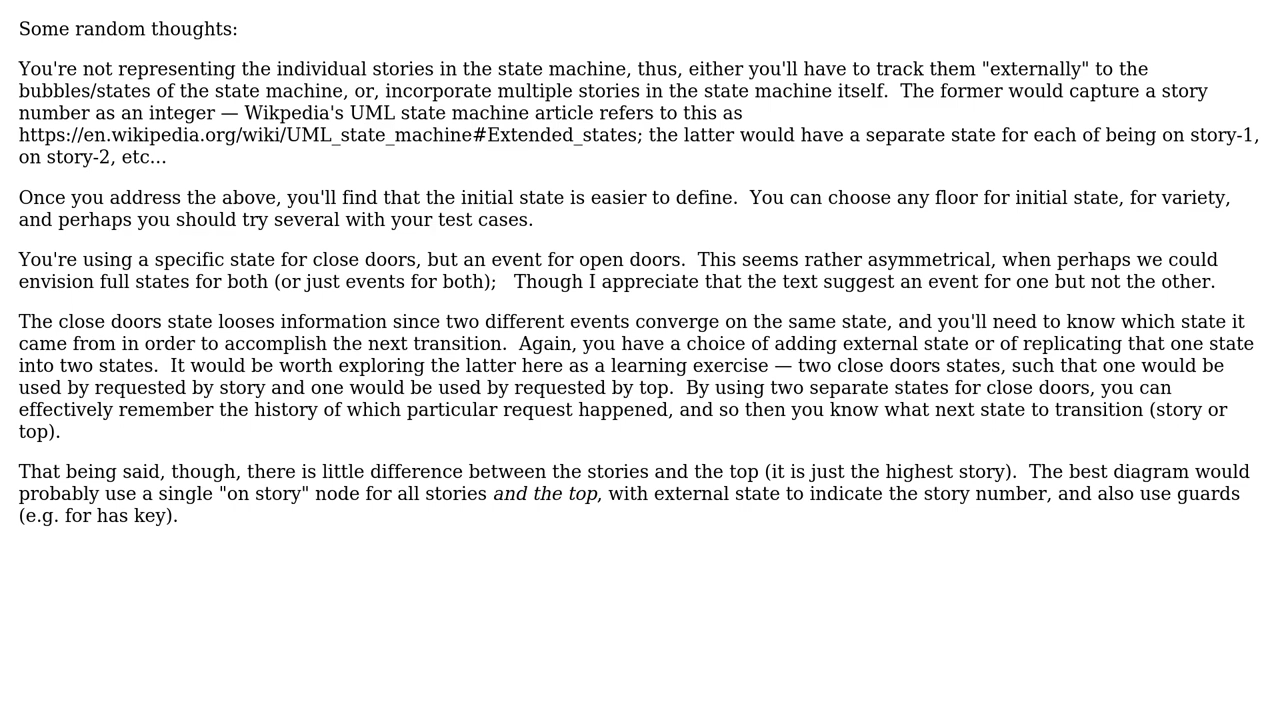 Some random thoughts:
You're not representing the individual stories in the state machine, thus, either you'll have to track them "externally" to the
bubbles/states of the state machine, or, incorporate multiple stories in the state machine itself.  The former would capture a story
number as an integer — Wikpedia's UML state machine article refers to this as
https://en.wikipedia.org/wiki/UML_state_machine#Extended_states; the latter would have a separate state for each of being on story-1,
on story-2, etc...
Once you address the above, you'll find that the initial state is easier to define.  You can choose any floor for initial state, for variety,
and perhaps you should try several with your test cases.
You're using a specific state for close doors, but an event for open doors.  This seems rather asymmetrical, when perhaps we could
envision full states for both (or just events for both);   Though I appreciate that the text suggest an event for one but not the other.
The close doors state looses information since two different events converge on the same state, and you'll need to know which state it
came from in order to accomplish the next transition.  Again, you have a choice of adding external state or of replicating that one state
into two states.  It would be worth exploring the latter here as a learning exercise — two close doors states, such that one would be
used by requested by story and one would be used by requested by top.  By using two separate states for close doors, you can
effectively remember the history of which particular request happened, and so then you know what next state to transition (story or
top).
That being said, though, there is little difference between the stories and the top (it is just the highest story).  The best diagram would
probably use a single "on story" node for all stories and the top, with external state to indicate the story number, and also use guards
(e.g. for has key).